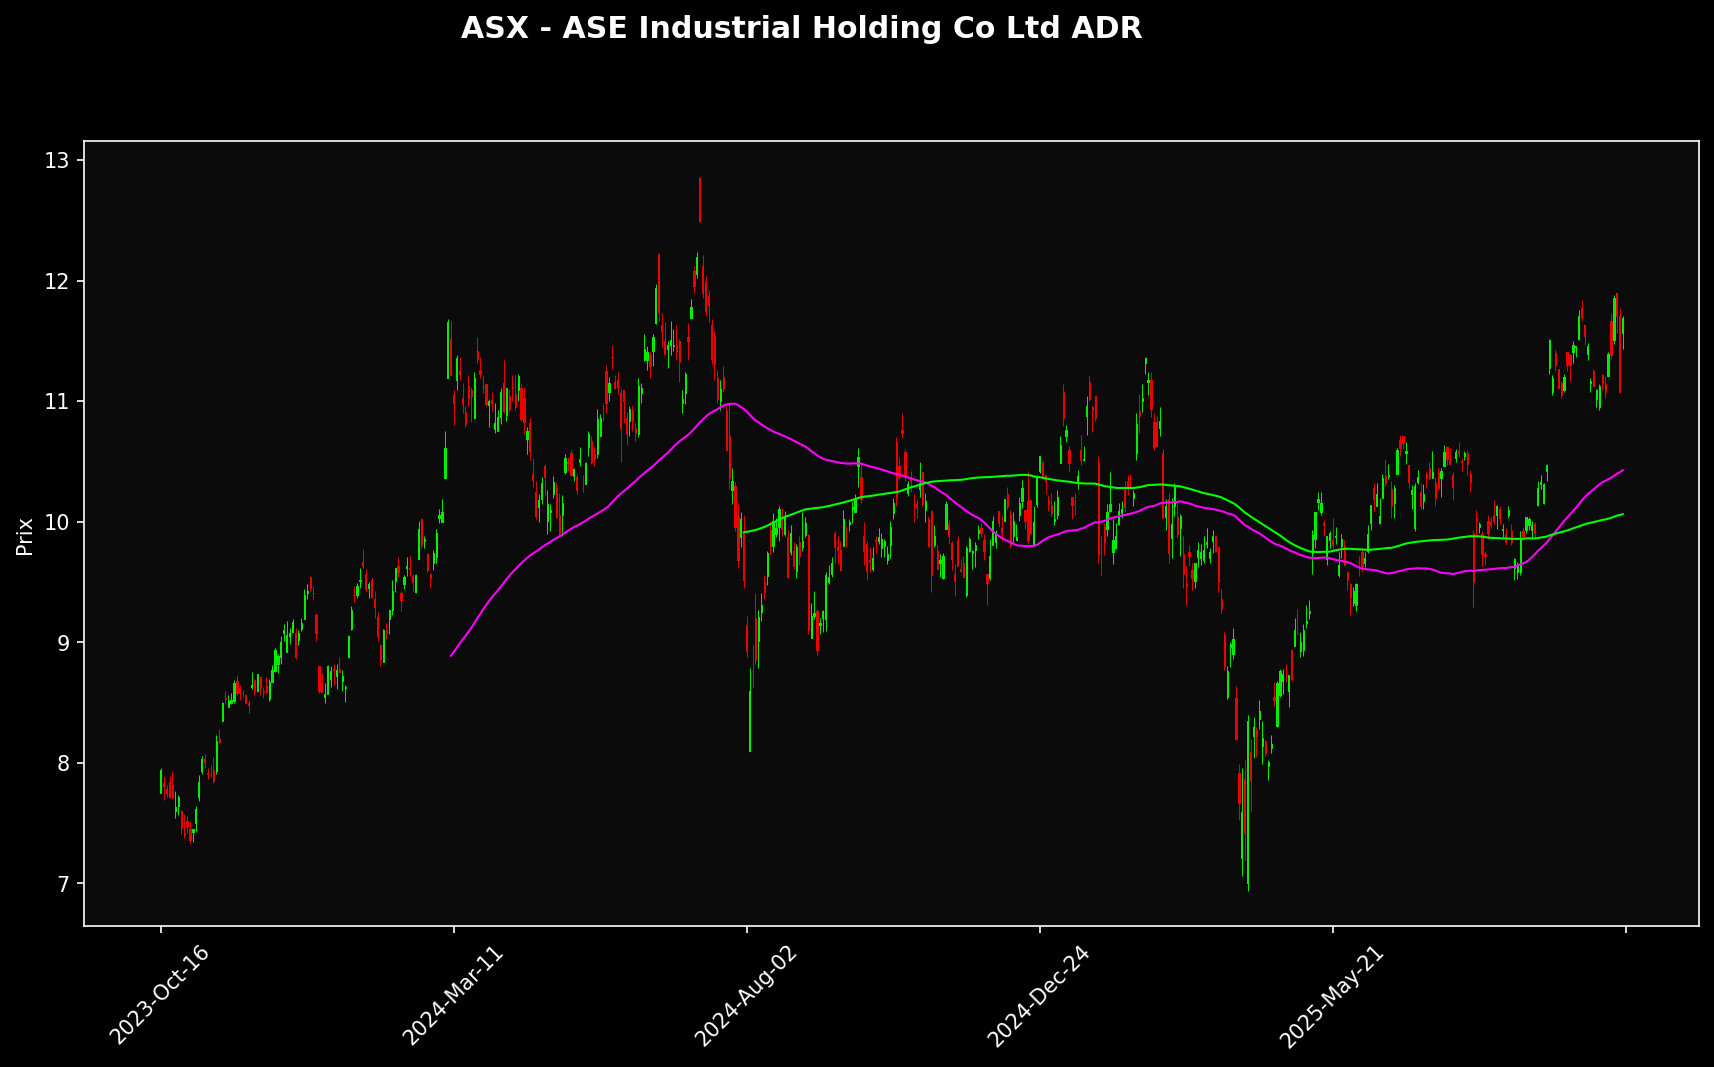 ASX - ASE Industrial Holding Co Ltd ADR
Prix
13
12
11
10
9
8
7
2023-Oct-16
2024-Mar-11
2024-Aug-02
2024-Dec-24
2025-May-21